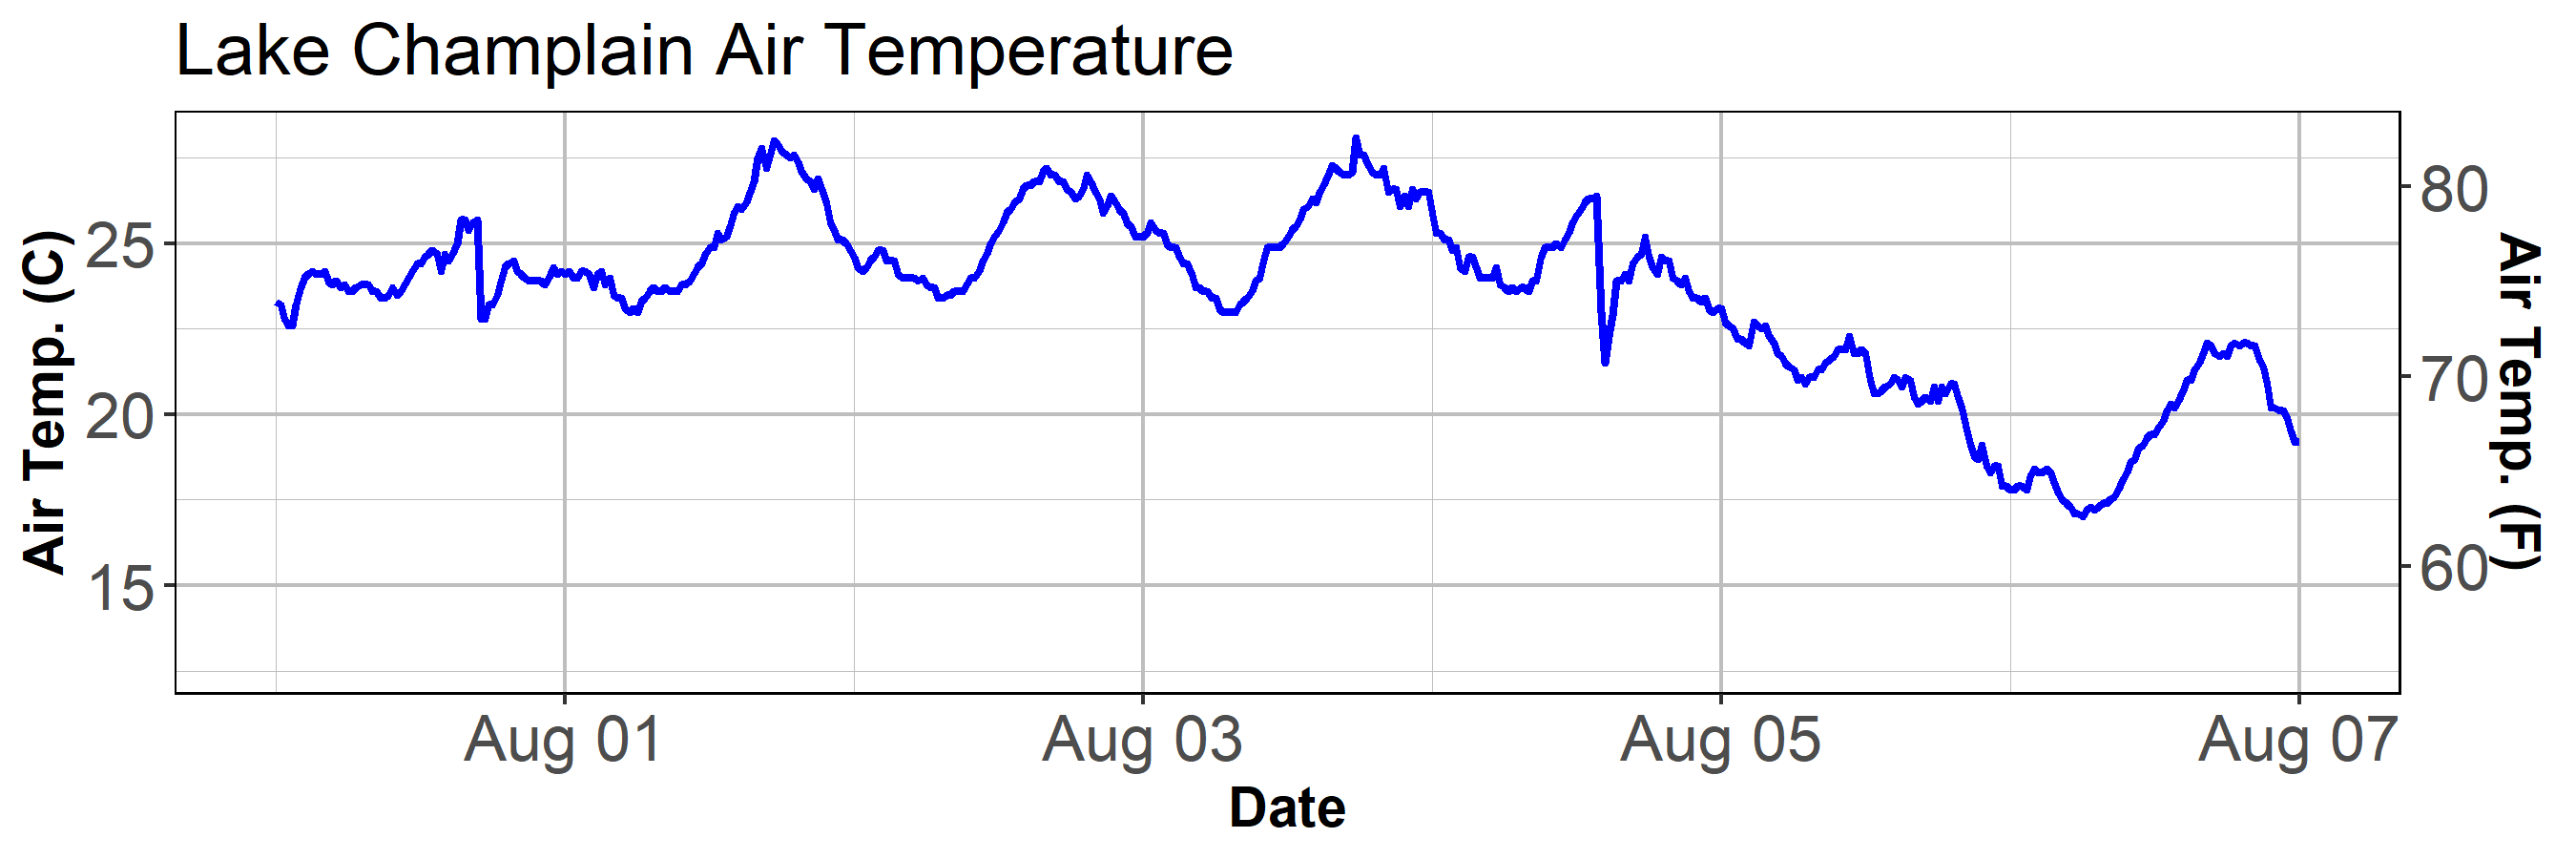 Lake Champlain Air Temperature
Air Temp. (C)
25
20
15
80
70
60
Air Temp. (F)
Aug 01 Aug 03 Aug 05 Aug 07
Date